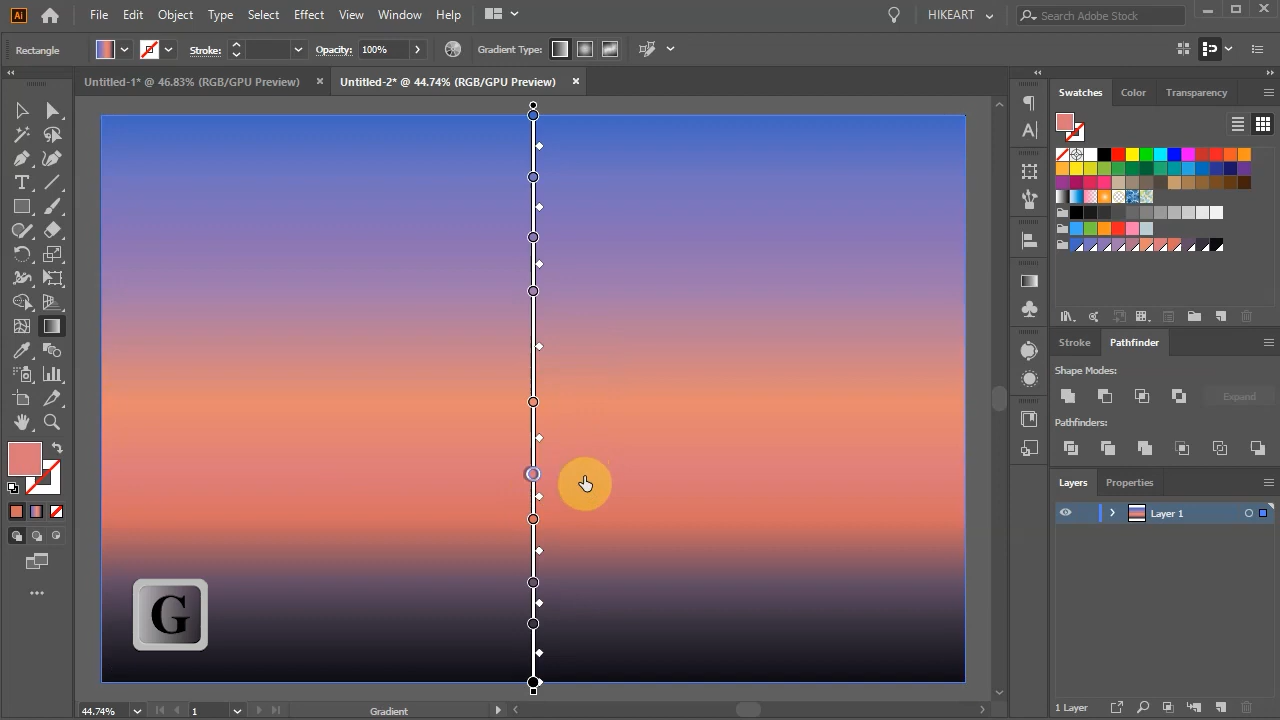 Ai File Edit Object Type Select Effect View Window Help HIKEART Search Adobe Stock
Rectangle Stroke: Opacity: 100% Gradient Type:
Untitled-1* @ 46.83% (RGB/GPU Preview) Untitled-2* @ 44.74% (RGB/GPU Preview)
Swatches Color Transparency
Stroke Pathfinder
Shape Modes:
Expand
Pathfinders:
Layers Properties
Layer 1
G
44.74% 1 Gradient 1 Layer